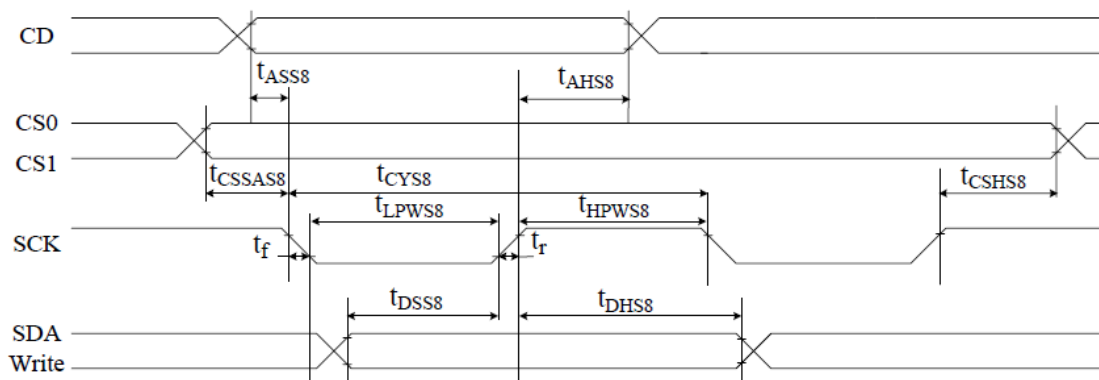 CD
tASS8
tAHS8
CS0
CS1
tCSSAS8
tCYS8
tCSHS8
tLPWS8
tHPWS8
SCK
tf
tr
tDSS8
tDHS8
SDA
Write